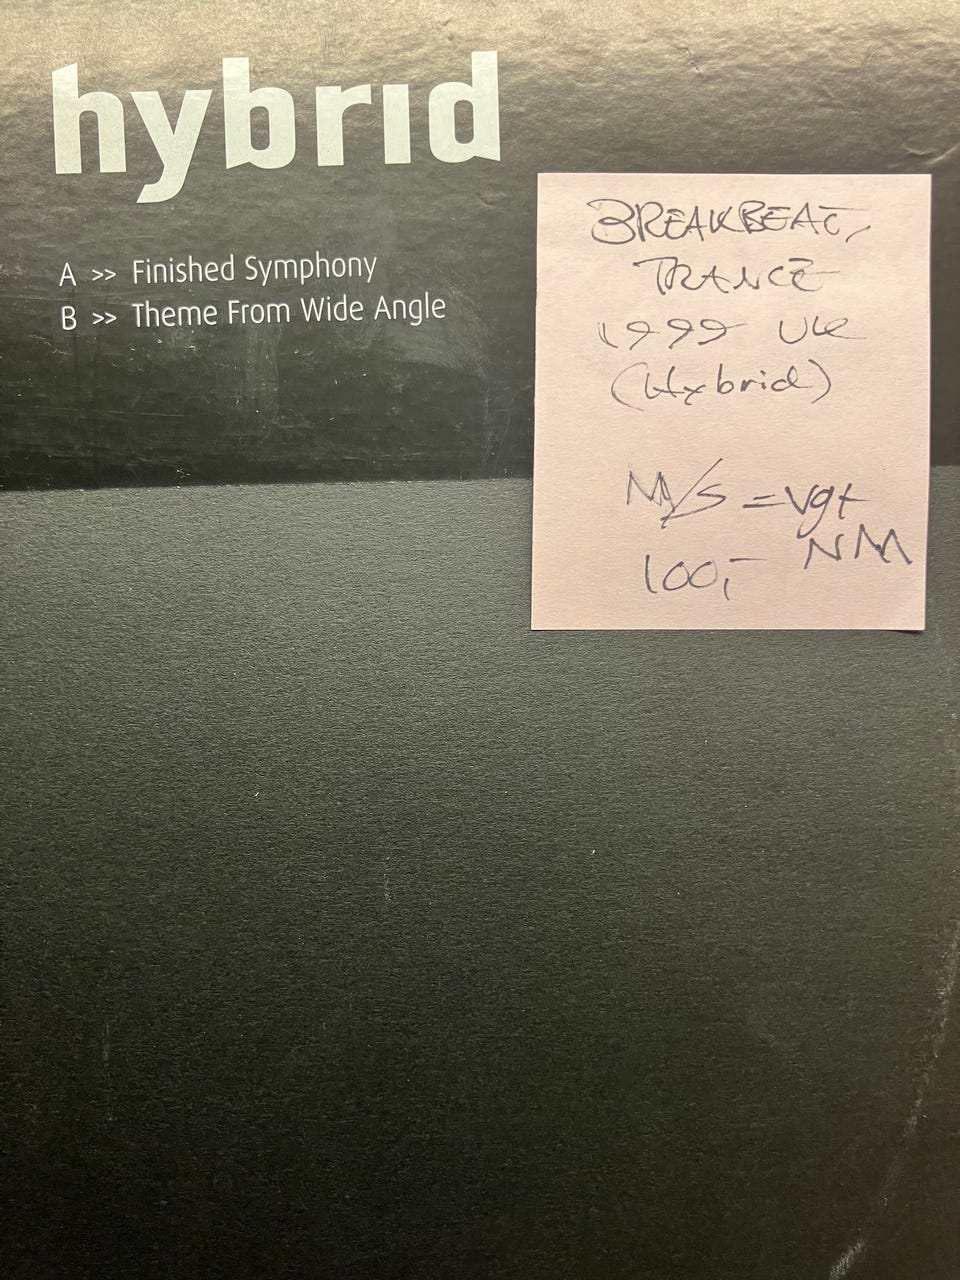 hybrid
A >> Finished Symphony
B >> Theme From Wide Angle
BREAKBEAT,
TRANCE
1999 UK
(Hybrid)
M/S = Vg+
NM
100,-